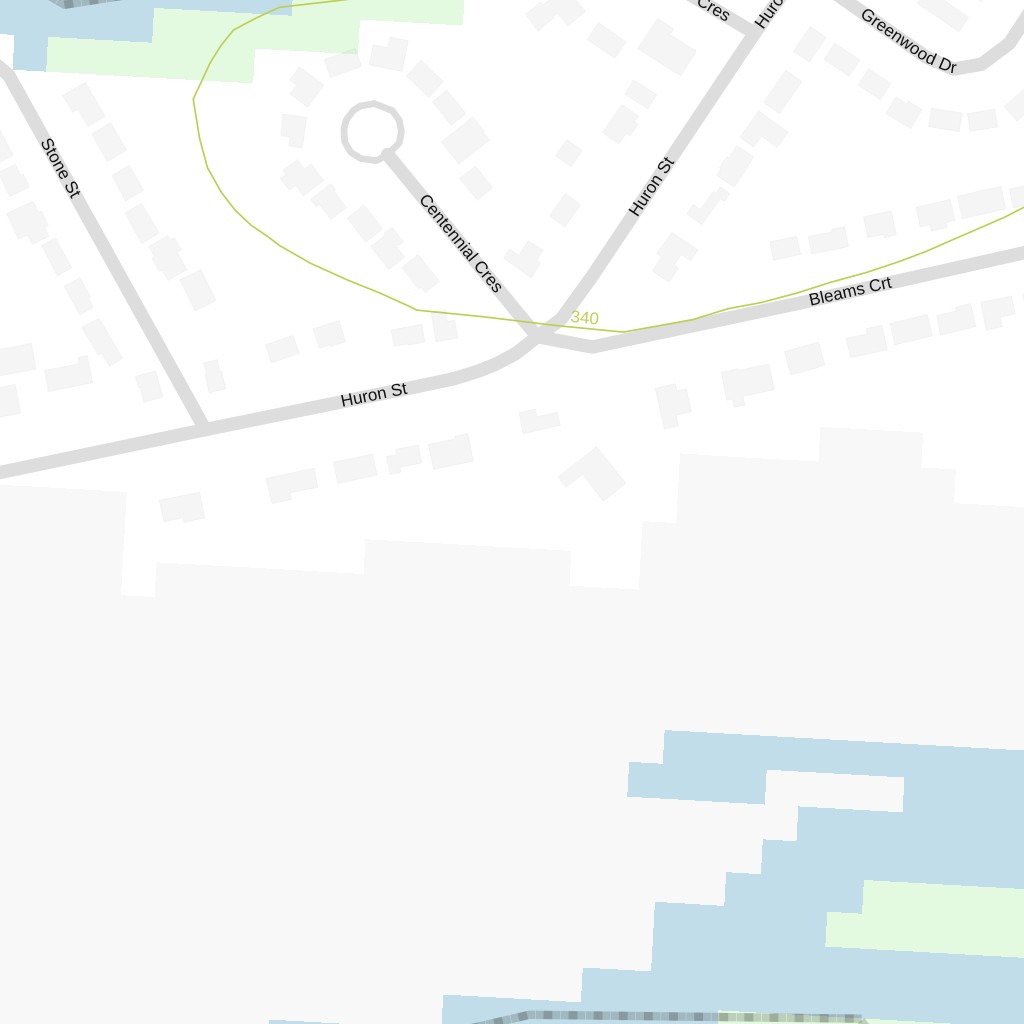 Cres
Huro
Greenwood Dr
Stone St
Huron St
Centennial Cres
Bleams Crt
340
Huron St